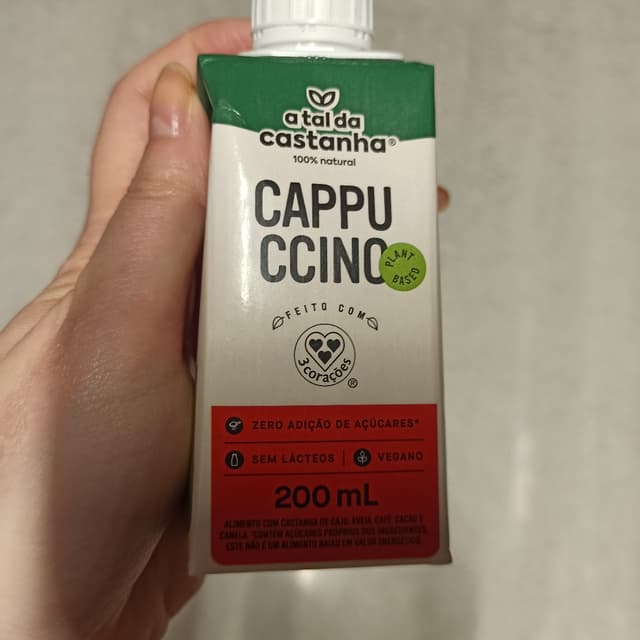 a tal da
castanha®
100% natural
CAPPU
CCINO
PLANT
BASED
FEITO COM
3corações
®
ZERO ADIÇÃO DE AÇÚCARES*
SEM LÁCTEOS | VEGANO
200 mL
ALIMENTO COM CASTANHA DE CAJU, AVEIA, CAFÉ, CACAU E
CANELA. *CONTÉM AÇÚCARES PRÓPRIOS DOS INGREDIENTES.
ESTE NÃO É UM ALIMENTO BAIXO EM VALOR ENERGÉTICO.